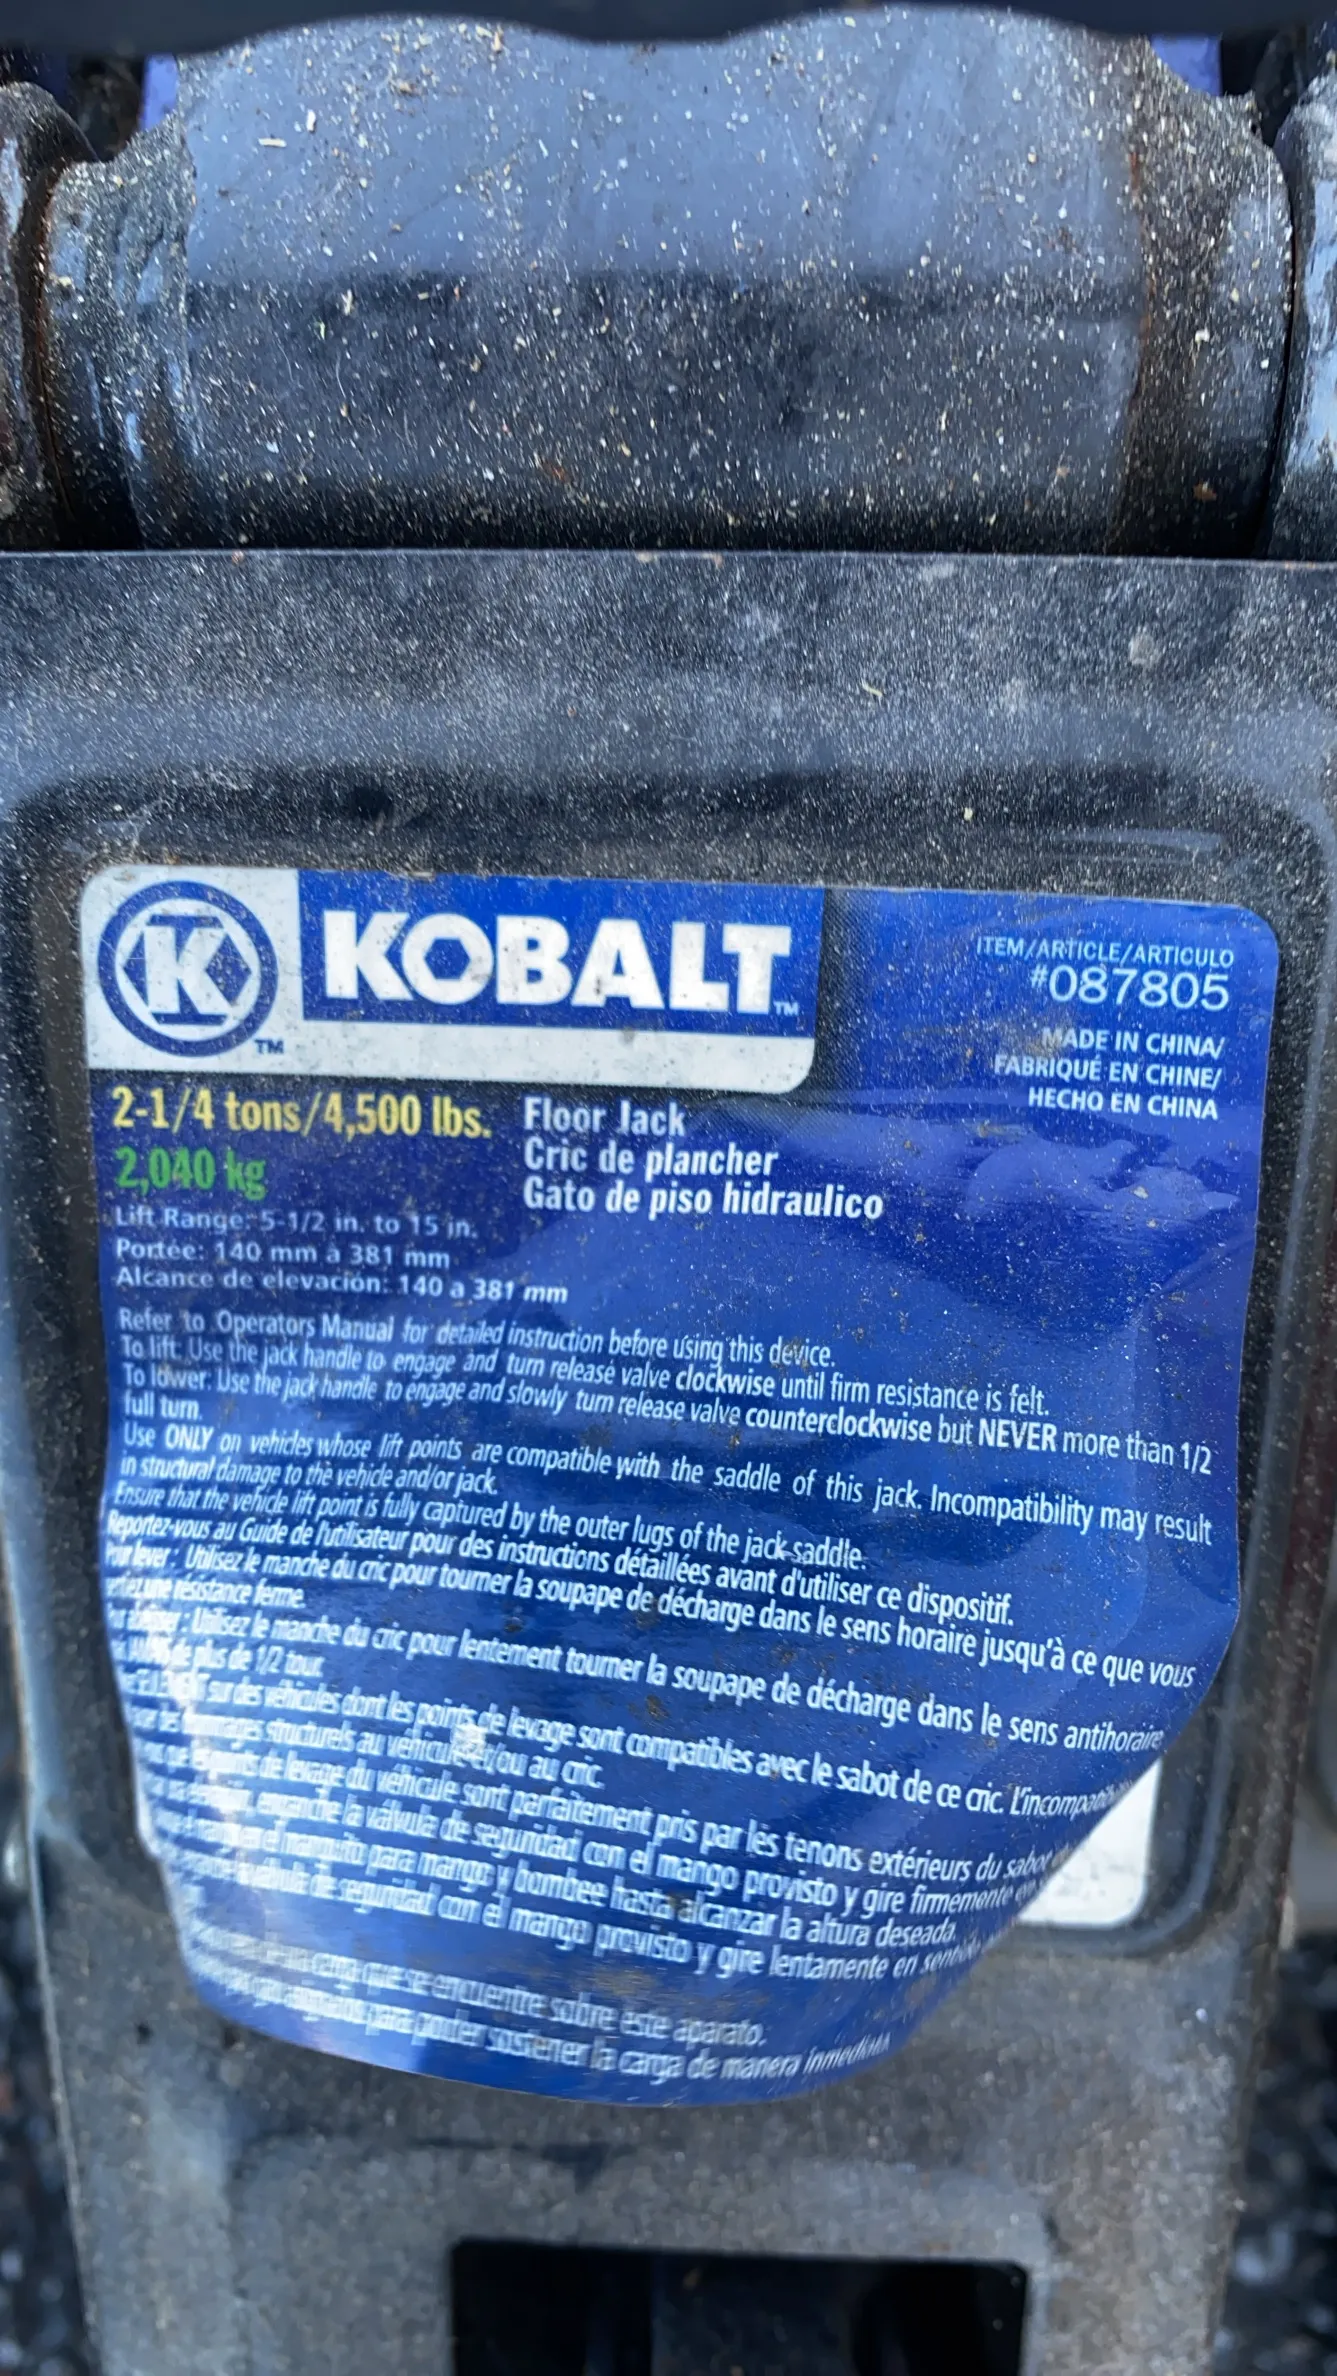 K
TM
KOBALT
TM
ITEM/ARTICLE/ARTICULO
#087805
MADE IN CHINA/
FABRIQUÉ EN CHINE/
HECHO EN CHINA
2-1/4 tons/4,500 lbs.
2,040 kg
Floor Jack
Cric de plancher
Gato de piso hidraulico
Lift Range: 5-1/2 in. to 15 in.
Portée: 140 mm à 381 mm
Alcance de elevación: 140 a 381 mm
Refer to Operators Manual for detailed instruction before using this device.
To lift: Use the jack handle to engage and turn release valve clockwise until firm resistance is felt.
To lower: Use the jack handle to engage and slowly turn release valve counterclockwise but NEVER more than 1/2
full turn.
Use ONLY on vehicles whose lift points are compatible with the saddle of this jack. Incompatibility may result
in structural damage to the vehicle and/or jack.
Ensure that the vehicle lift point is fully captured by the outer lugs of the jack saddle.
Reportez-vous au Guide de l'utilisateur pour des instructions détaillées avant d'utiliser ce dispositif.
lever : Utilisez le manche du cric pour tourner la soupape de décharge dans le sens horaire jusqu'à ce que vous
une résistance ferme.
Utilisez le manche du cric pour lentement tourner la soupape de décharge dans le sens antihoraire
de plus de 1/2 tour.
sur des véhicules dont les points de levage sont compatibles avec le sabot de ce cric.
structurels au véhicule et/ou au cric.
de levage du véhicule sont parfaitement pris par les tenons extérieurs du sabot
la válvula de seguridad con el mango provisto y gire firmemente
para mango y bombee hasta alcanzar la altura deseada.
de seguridad con el mango provisto y gire lentamente en
carga que se encuentre sobre este aparato.
para poder sostener la carga de manera